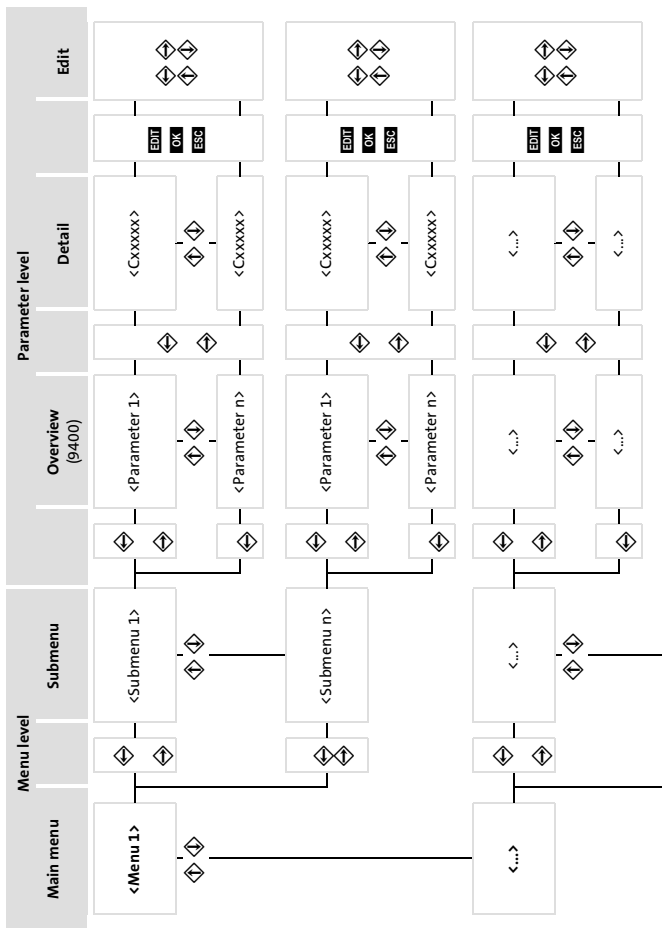 Menu level
Parameter level
Main menu
Submenu
Overview
(9400)
Detail
Edit
<Menu 1>
<Submenu 1>
<Parameter 1>
<Cxxxxx>
EDIT
OK
ESC
<Parameter n>
<Cxxxxx>
<Submenu n>
<Parameter 1>
<Cxxxxx>
EDIT
OK
ESC
<Parameter n>
<Cxxxxx>
<...>
<...>
<...>
<...>
EDIT
OK
ESC
<...>
<...>